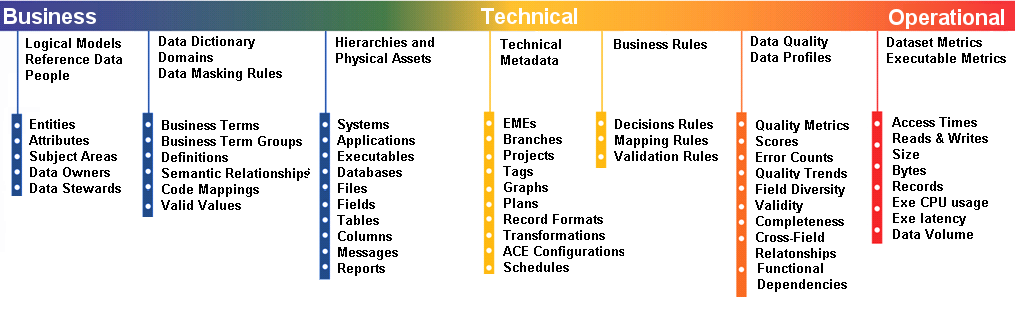 Business
Technical
Operational
Logical Models
Reference Data
People
Entities
Attributes
Subject Areas
Data Owners
Data Stewards
Data Dictionary
Domains
Data Masking Rules
Business Terms
Business Term Groups
Definitions
Semantic Relationships
Code Mappings
Valid Values
Hierarchies and
Physical Assets
Systems
Applications
Executables
Databases
Files
Fields
Tables
Columns
Messages
Reports
Technical
Metadata
EMEs
Branches
Projects
Tags
Graphs
Plans
Record Formats
Transformations
ACE Configurations
Schedules
Business Rules
Decisions Rules
Mapping Rules
Validation Rules
Data Quality
Data Profiles
Quality Metrics
Scores
Error Counts
Quality Trends
Field Diversity
Validity
Completeness
Cross-Field
Relatonships
Functional
Dependencies
Dataset Metrics
Executable Metrics
Access Times
Reads & Writes
Size
Bytes
Records
Exe CPU usage
Exe latency
Data Volume